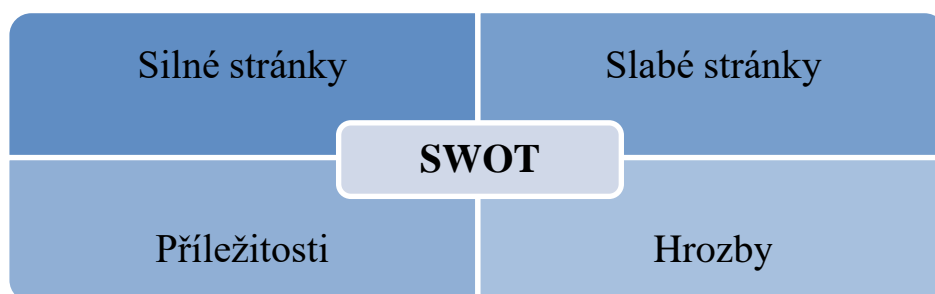 Silné stránky
Slabé stránky
SWOT
Příležitosti
Hrozby